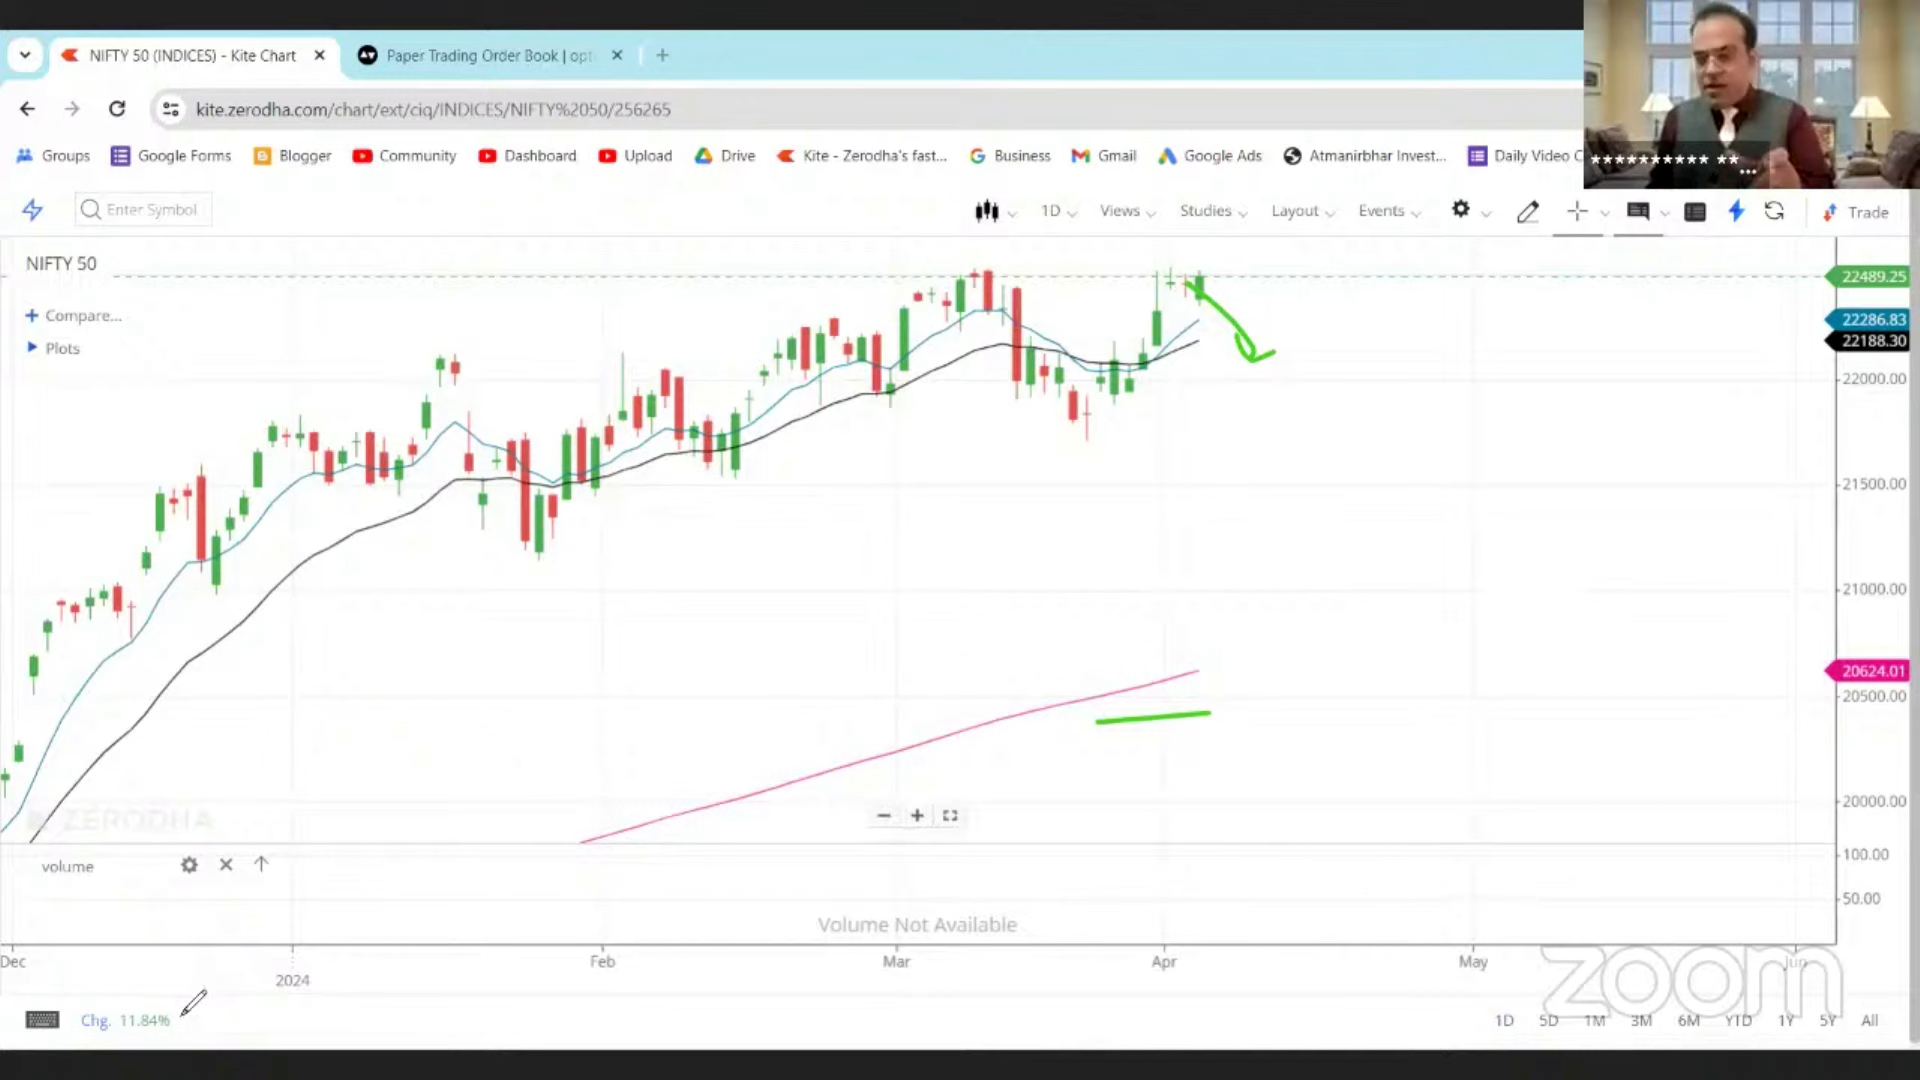 NIFTY 50 (INDICES) - Kite Chart
Paper Trading Order Book | opt
kite.zerodha.com/chart/ext/ciq/INDICES/NIFTY%2050/256265
Groups Google Forms Blogger Community Dashboard Upload Drive Kite - Zerodha's fast... Business Gmail Google Ads Atmanirbhar Invest... Daily Video C
********** **
...
Enter Symbol 1D Views Studies Layout Events Trade
NIFTY 50
Compare...
Plots
22489.25
22286.83
22188.30
22000.00
21500.00
21000.00
20624.01
20500.00
20000.00
ZERODHA
volume
100.00
50.00
Volume Not Available
Dec 2024 Feb Mar Apr May Jun
zoom
Chg. 11.84%
1D 5D 1M 3M 6M YTD 1Y 5Y All